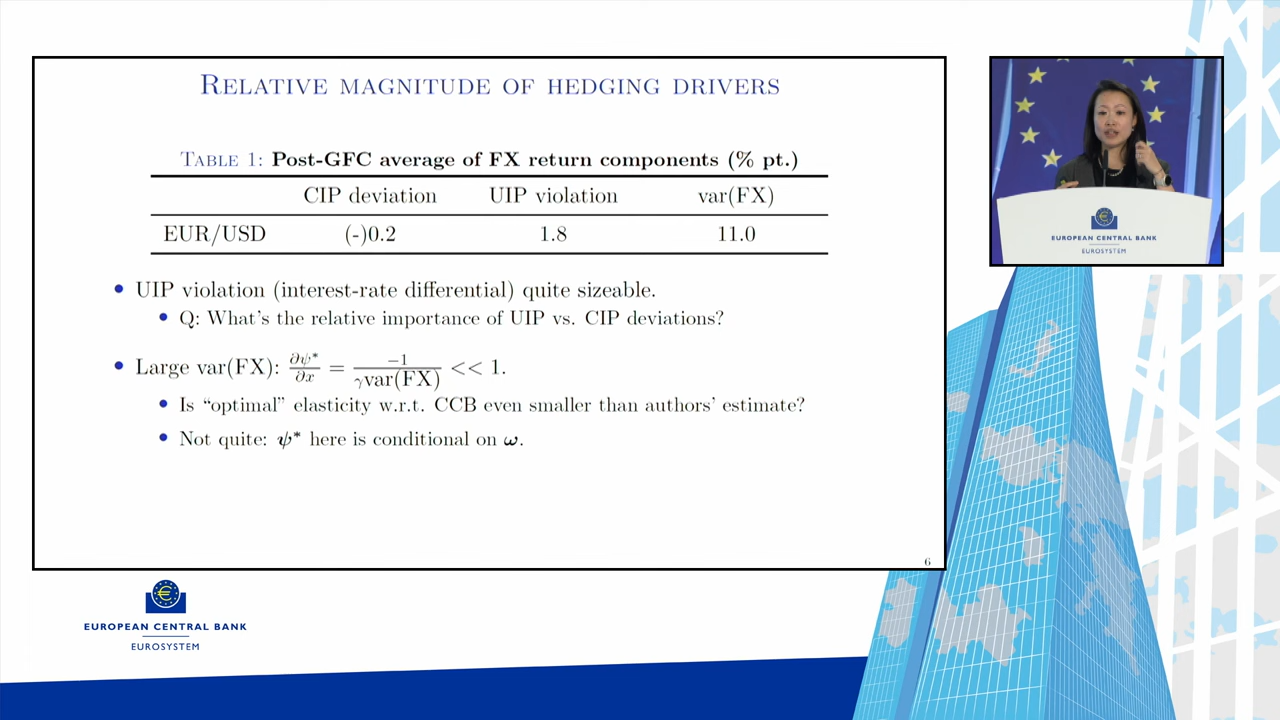 RELATIVE MAGNITUDE OF HEDGING DRIVERS
TABLE 1: Post-GFC average of FX return components (% pt.)
CIP deviation UIP violation var(FX)
EUR/USD (-)0.2 1.8 11.0
• UIP violation (interest-rate differential) quite sizeable.
• Q: What's the relative importance of UIP vs. CIP deviations?
• Large var(FX): ∂ψ*/∂x = −1/γvar(FX) << 1.
• Is "optimal" elasticity w.r.t. CCB even smaller than authors' estimate?
• Not quite: ψ* here is conditional on ω.
6
EUROPEAN CENTRAL BANK
EUROSYSTEM
EUROPEAN CENTRAL BANK
EUROSYSTEM